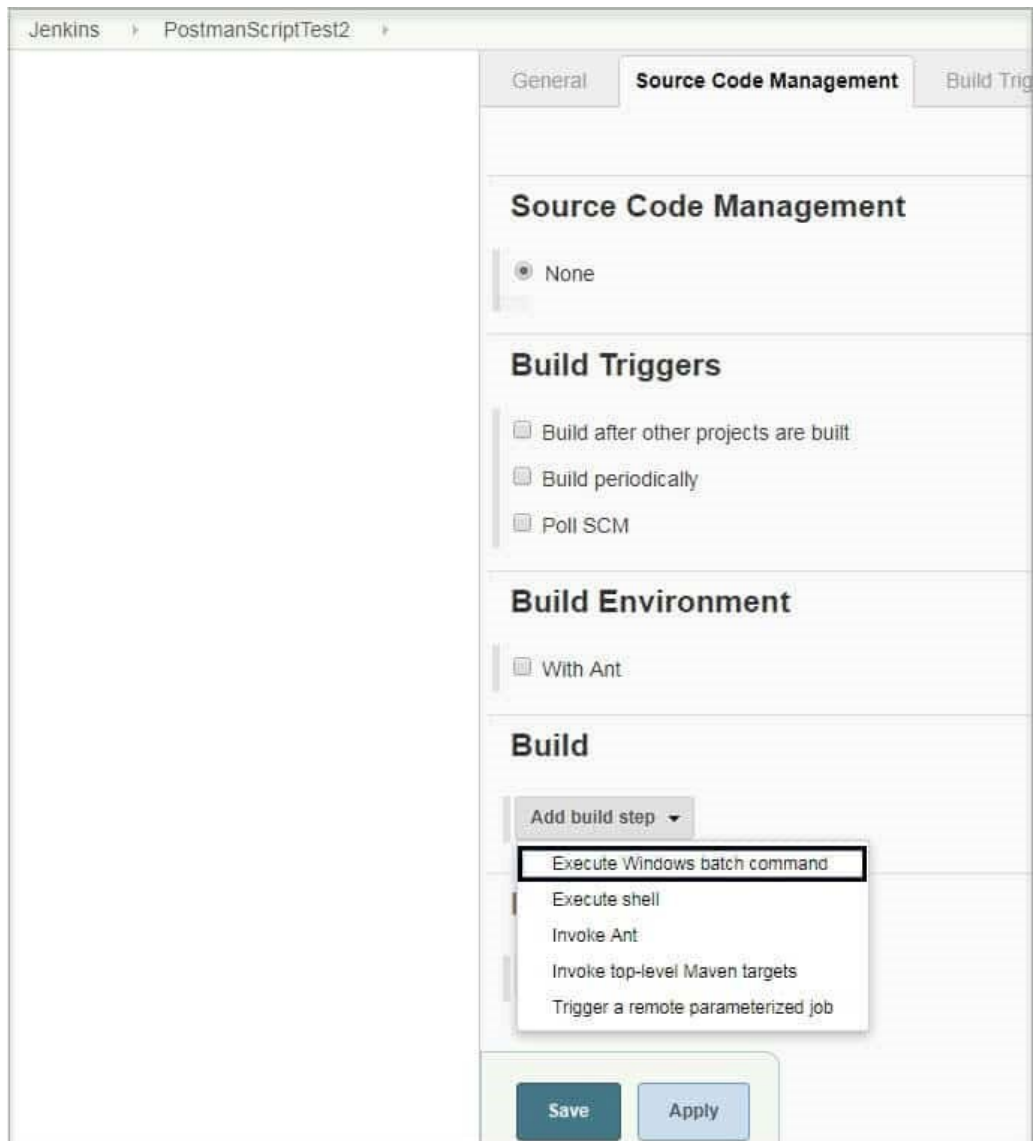 Jenkins PostmanScriptTest2
General Source Code Management Build Trig
Source Code Management
None
Build Triggers
Build after other projects are built
Build periodically
Poll SCM
Build Environment
With Ant
Build
Add build step
Execute Windows batch command
Execute shell
Invoke Ant
Invoke top-level Maven targets
Trigger a remote parameterized job
Save Apply